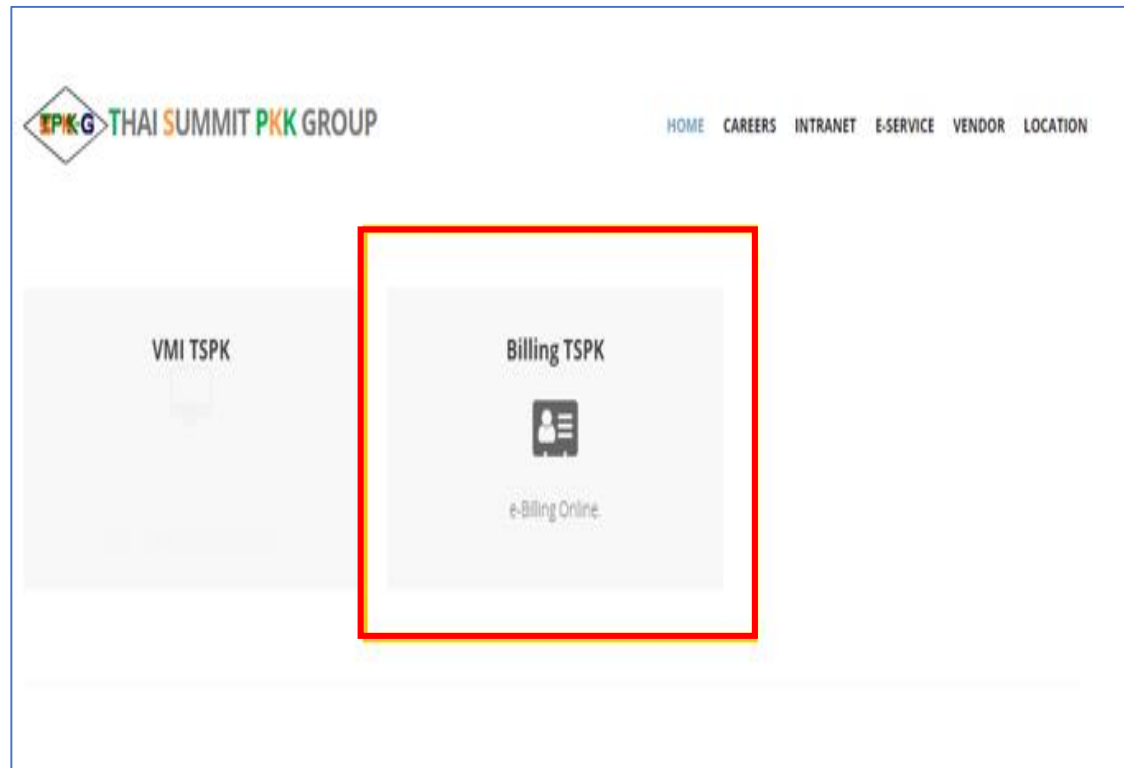 TPKG THAI SUMMIT PKK GROUP
HOME CAREERS INTRANET E-SERVICE VENDOR LOCATION
VMI TSPK
Billing TSPK
e-Billing Online